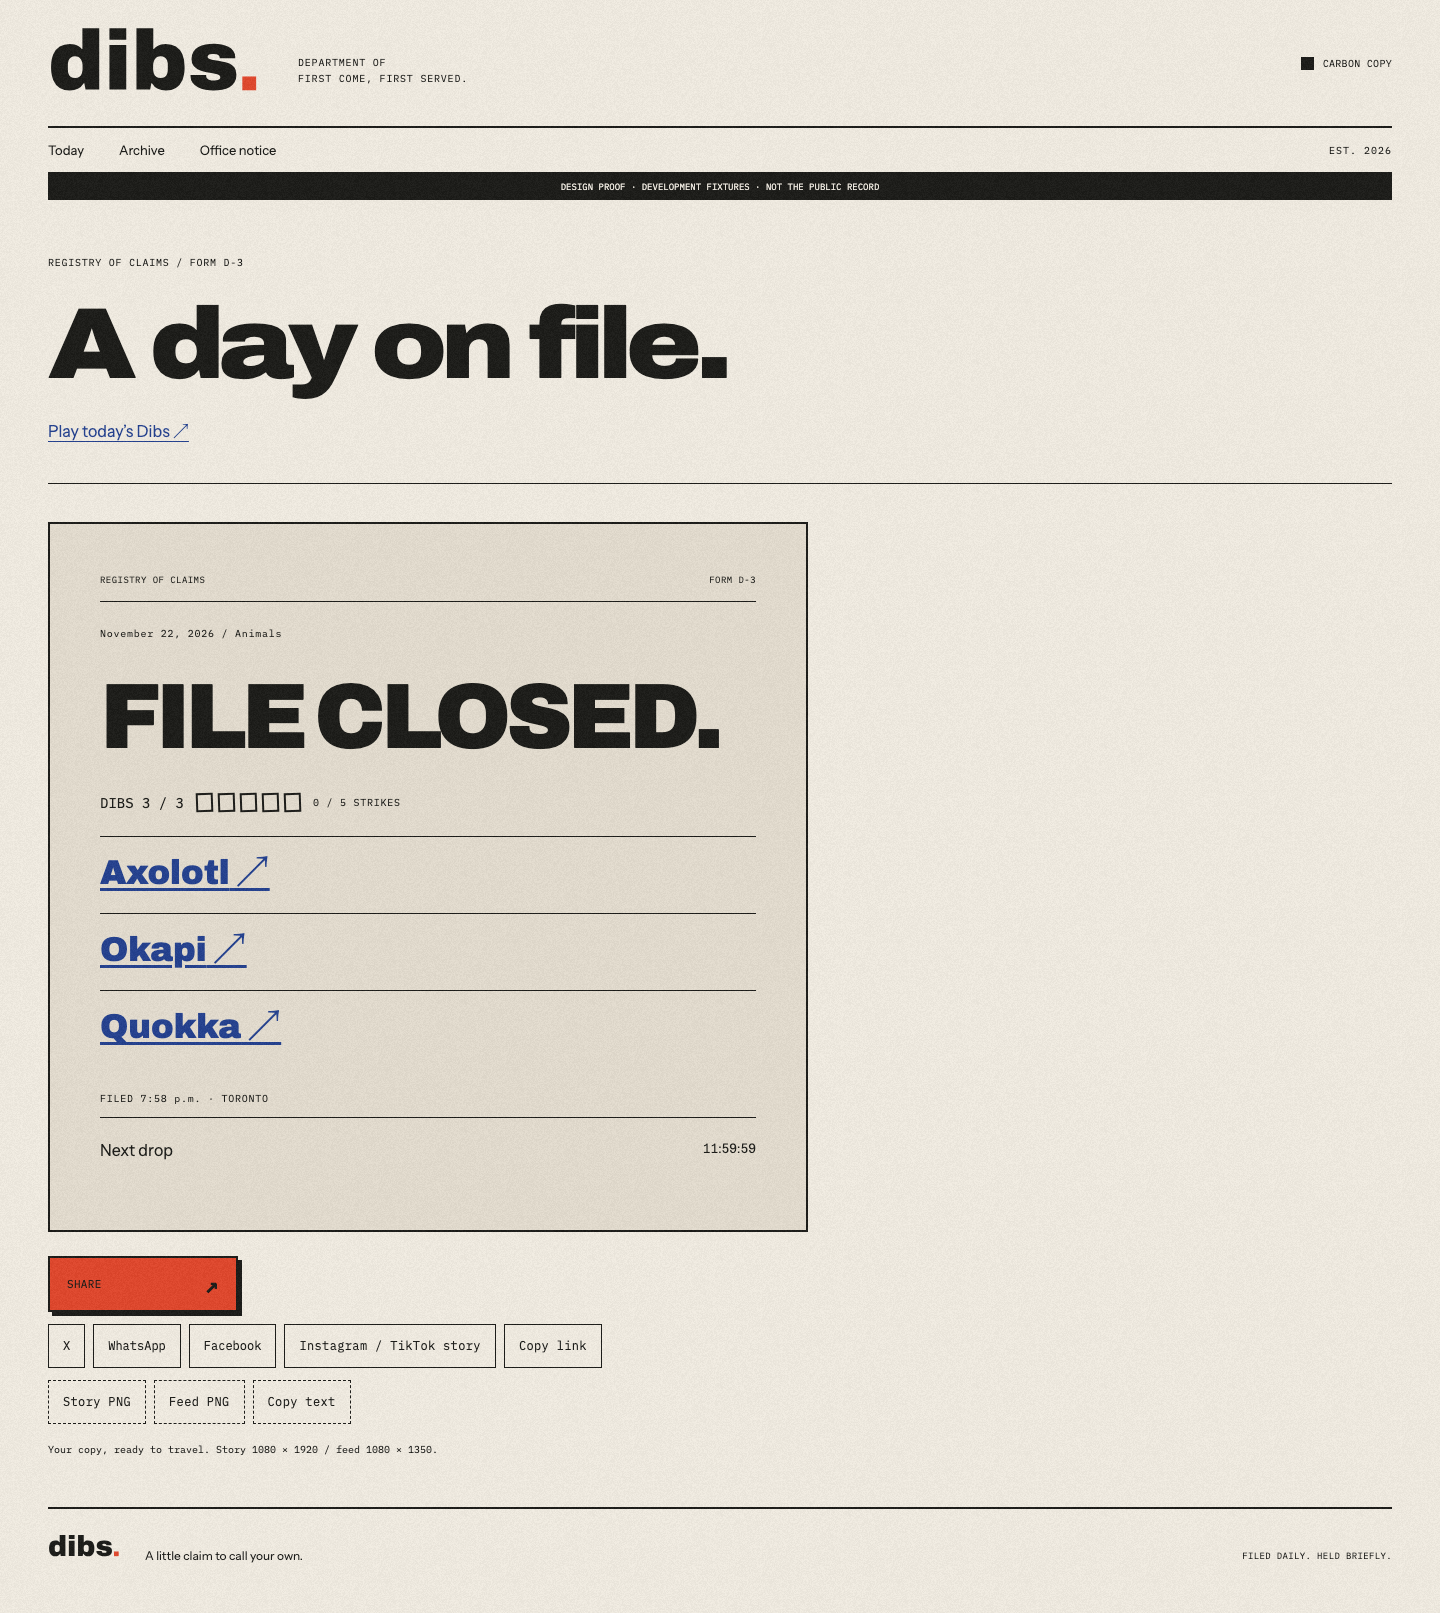 dibs.
DEPARTMENT OF
FIRST COME, FIRST SERVED.
CARBON COPY
Today Archive Office notice
EST. 2026
DESIGN PROOF · DEVELOPMENT FIXTURES · NOT THE PUBLIC RECORD
REGISTRY OF CLAIMS / FORM D-3
A day on file.
Play today's Dibs ↗
REGISTRY OF CLAIMS FORM D-3
November 22, 2026 / Animals
FILE CLOSED.
DIBS 3 / 3 0 / 5 STRIKES
Axolotl ↗
Okapi ↗
Quokka ↗
FILED 7:58 p.m. · TORONTO
Next drop 11:59:59
SHARE ↗
X WhatsApp Facebook Instagram / TikTok story Copy link
Story PNG Feed PNG Copy text
Your copy, ready to travel. Story 1080 × 1920 / feed 1080 × 1350.
dibs. A little claim to call your own. FILED DAILY. HELD BRIEFLY.